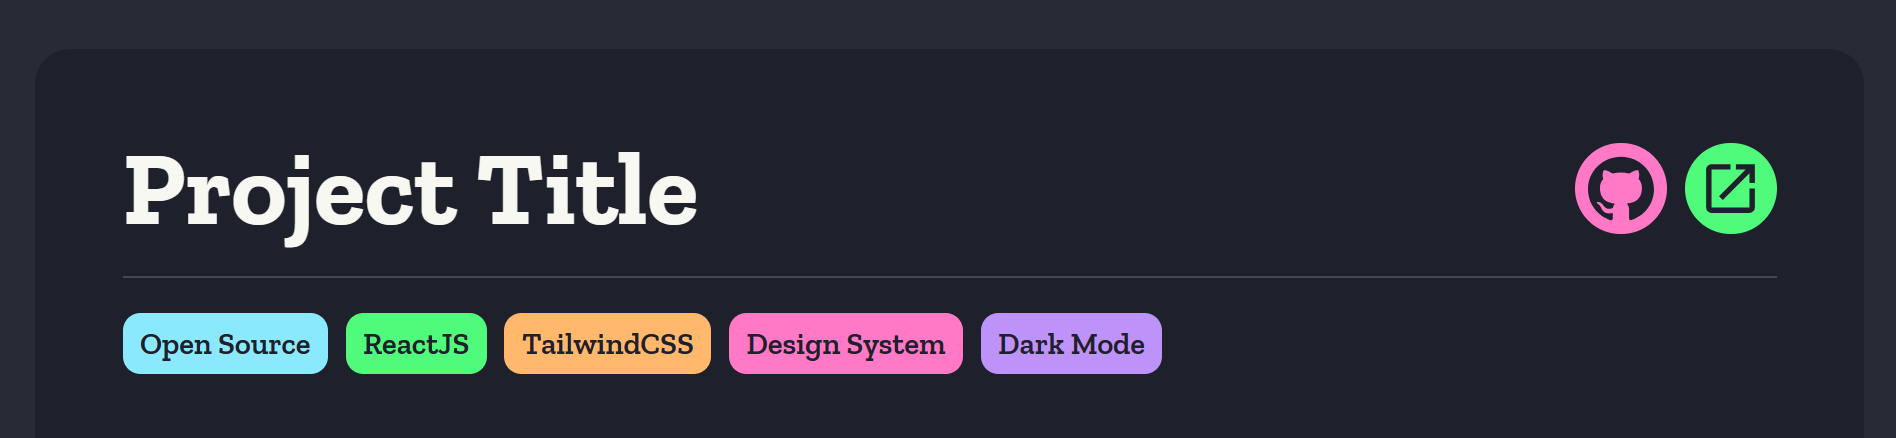 Project Title
Open Source ReactJS TailwindCSS Design System Dark Mode